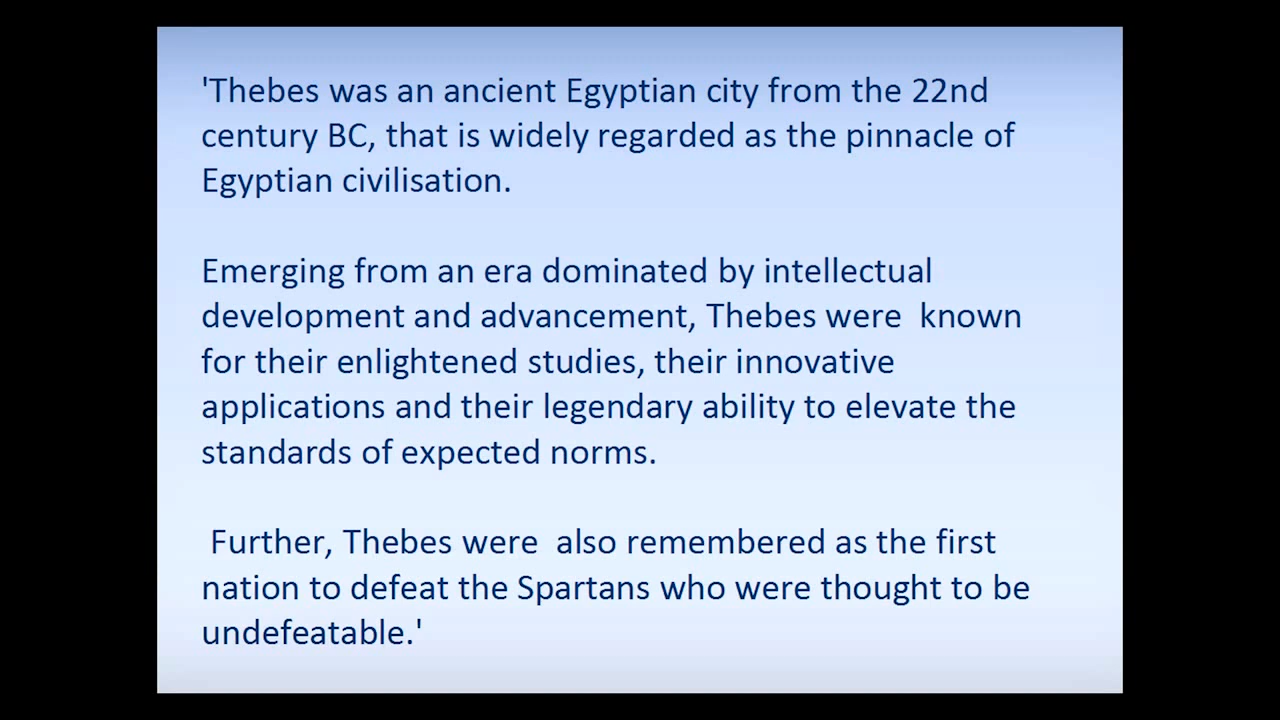 'Thebes was an ancient Egyptian city from the 22nd
century BC, that is widely regarded as the pinnacle of
Egyptian civilisation.
Emerging from an era dominated by intellectual
development and advancement, Thebes were  known
for their enlightened studies, their innovative
applications and their legendary ability to elevate the
standards of expected norms.
Further, Thebes were  also remembered as the first
nation to defeat the Spartans who were thought to be
undefeatable.'